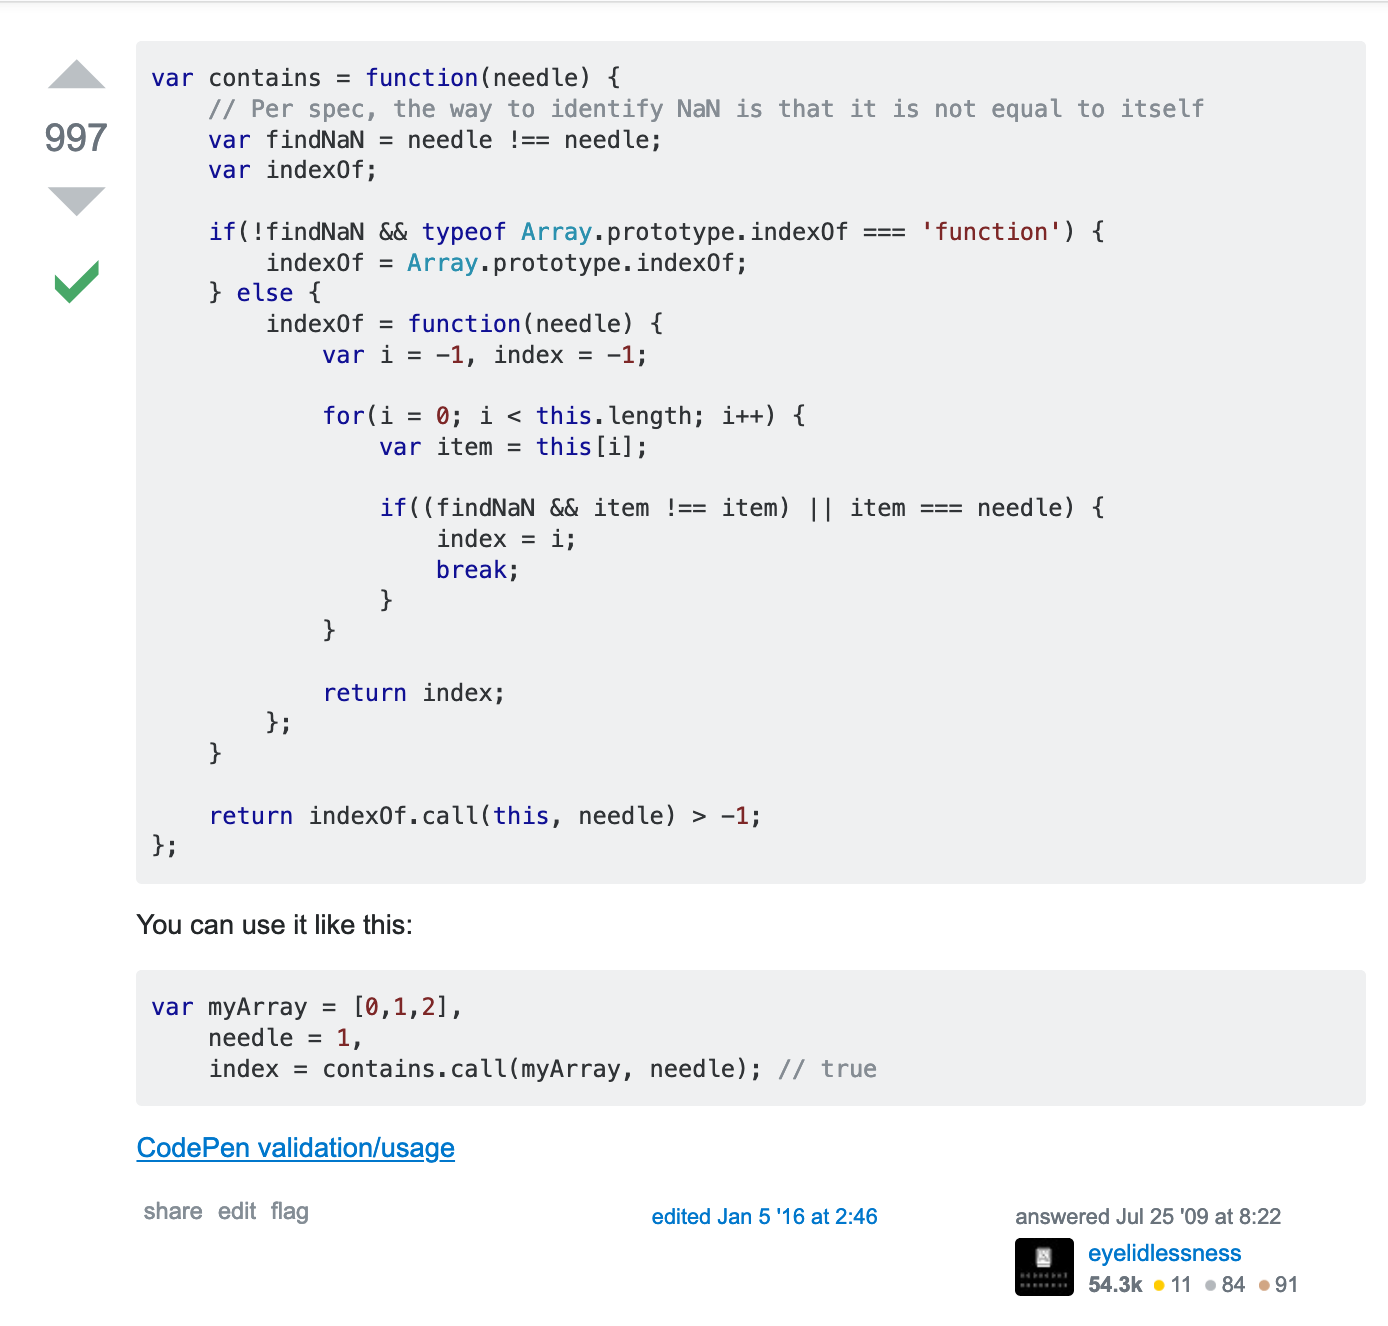 997
var contains = function(needle) {
    // Per spec, the way to identify NaN is that it is not equal to itself
    var findNaN = needle !== needle;
    var indexOf;

    if(!findNaN && typeof Array.prototype.indexOf === 'function') {
        indexOf = Array.prototype.indexOf;
    } else {
        indexOf = function(needle) {
            var i = -1, index = -1;

            for(i = 0; i < this.length; i++) {
                var item = this[i];

                if((findNaN && item !== item) || item === needle) {
                    index = i;
                    break;
                }
            }

            return index;
        };
    }

    return indexOf.call(this, needle) > -1;
};
You can use it like this:
var myArray = [0,1,2],
    needle = 1,
    index = contains.call(myArray, needle); // true
CodePen validation/usage
share edit flag
edited Jan 5 '16 at 2:46
answered Jul 25 '09 at 8:22
eyelidlessness
54.3k ● 11 ● 84 ● 91